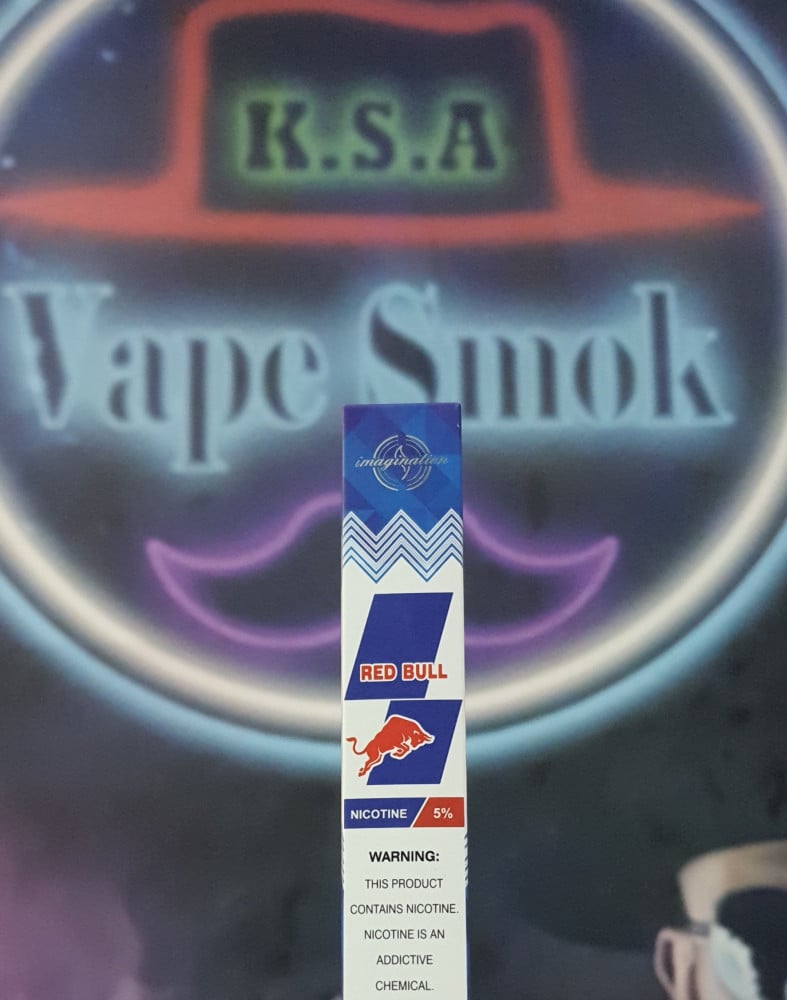 K.S.A
Vape Smok
imagination
RED BULL
NICOTINE 5%
WARNING:
THIS PRODUCT
CONTAINS NICOTINE.
NICOTINE IS AN
ADDICTIVE
CHEMICAL.